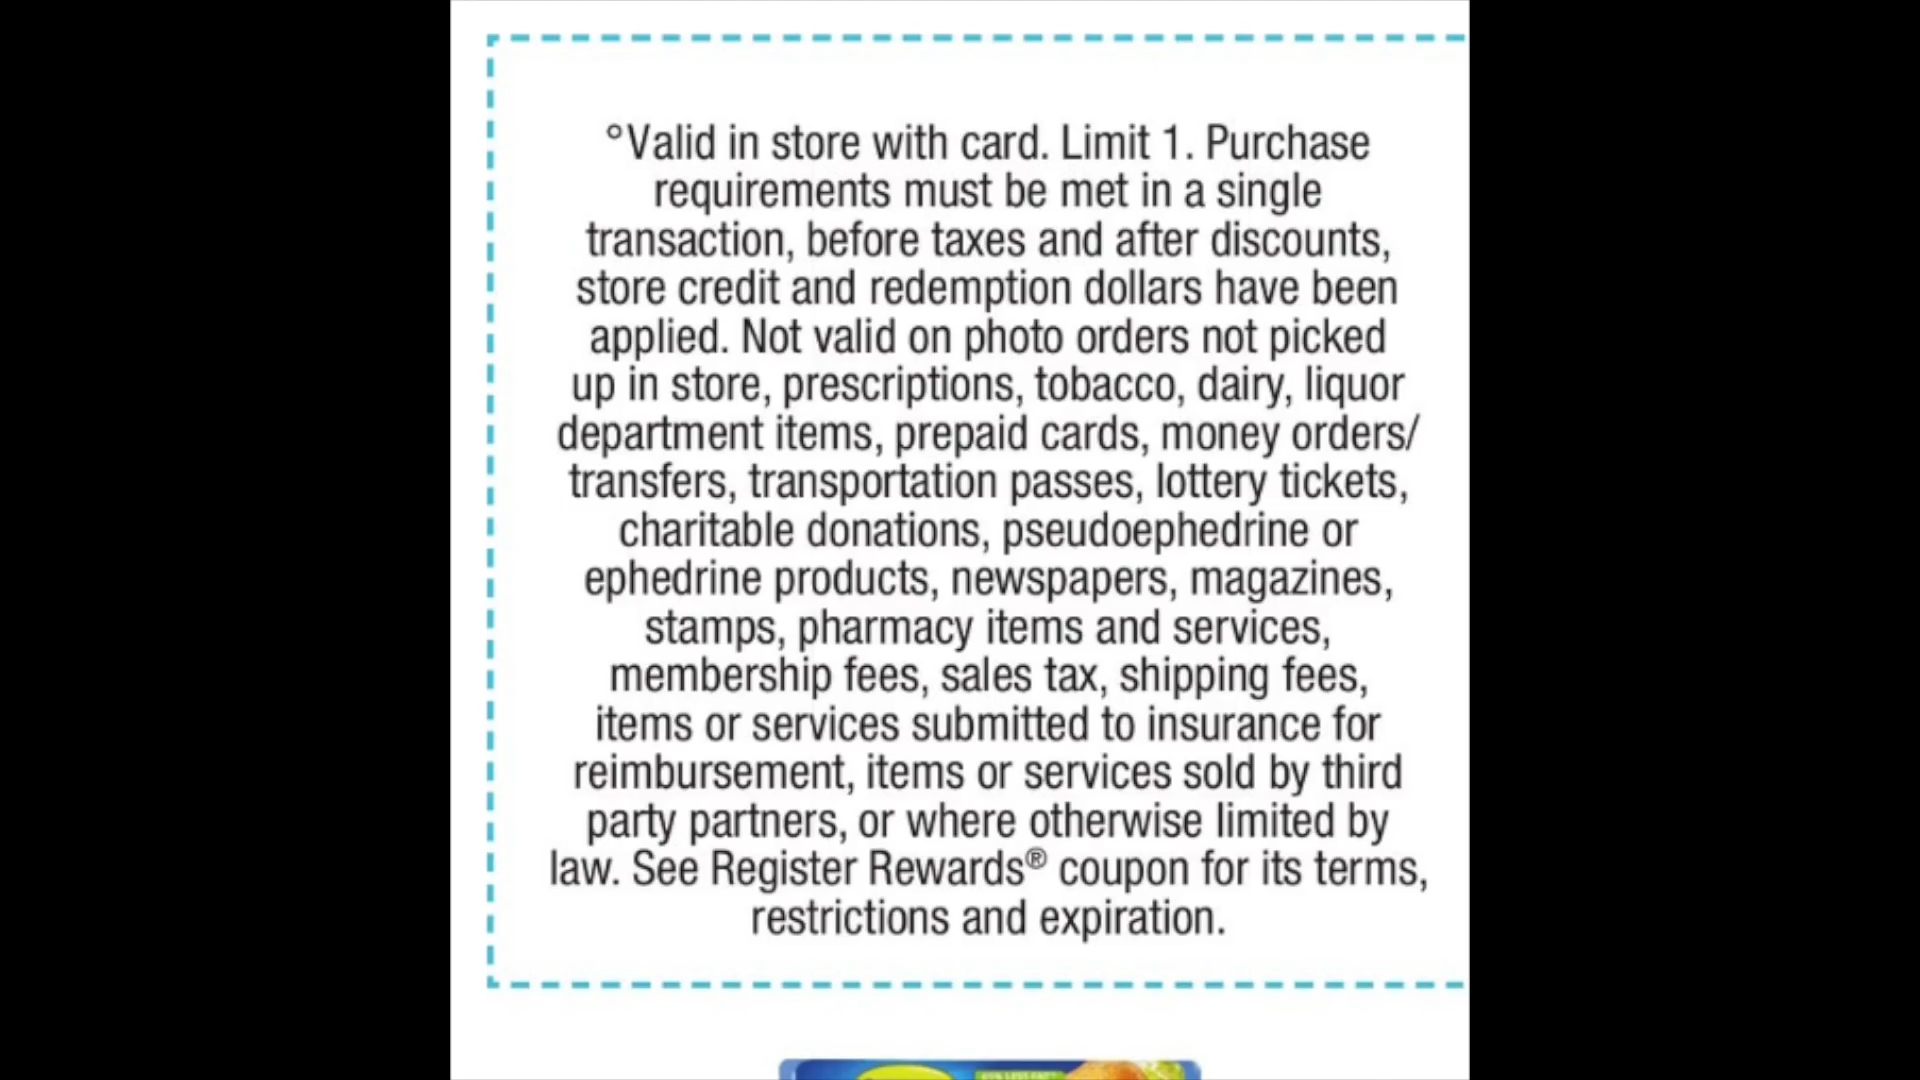 °Valid in store with card. Limit 1. Purchase
requirements must be met in a single
transaction, before taxes and after discounts,
store credit and redemption dollars have been
applied. Not valid on photo orders not picked
up in store, prescriptions, tobacco, dairy, liquor
department items, prepaid cards, money orders/
transfers, transportation passes, lottery tickets,
charitable donations, pseudoephedrine or
ephedrine products, newspapers, magazines,
stamps, pharmacy items and services,
membership fees, sales tax, shipping fees,
items or services submitted to insurance for
reimbursement, items or services sold by third
party partners, or where otherwise limited by
law. See Register Rewards® coupon for its terms,
restrictions and expiration.